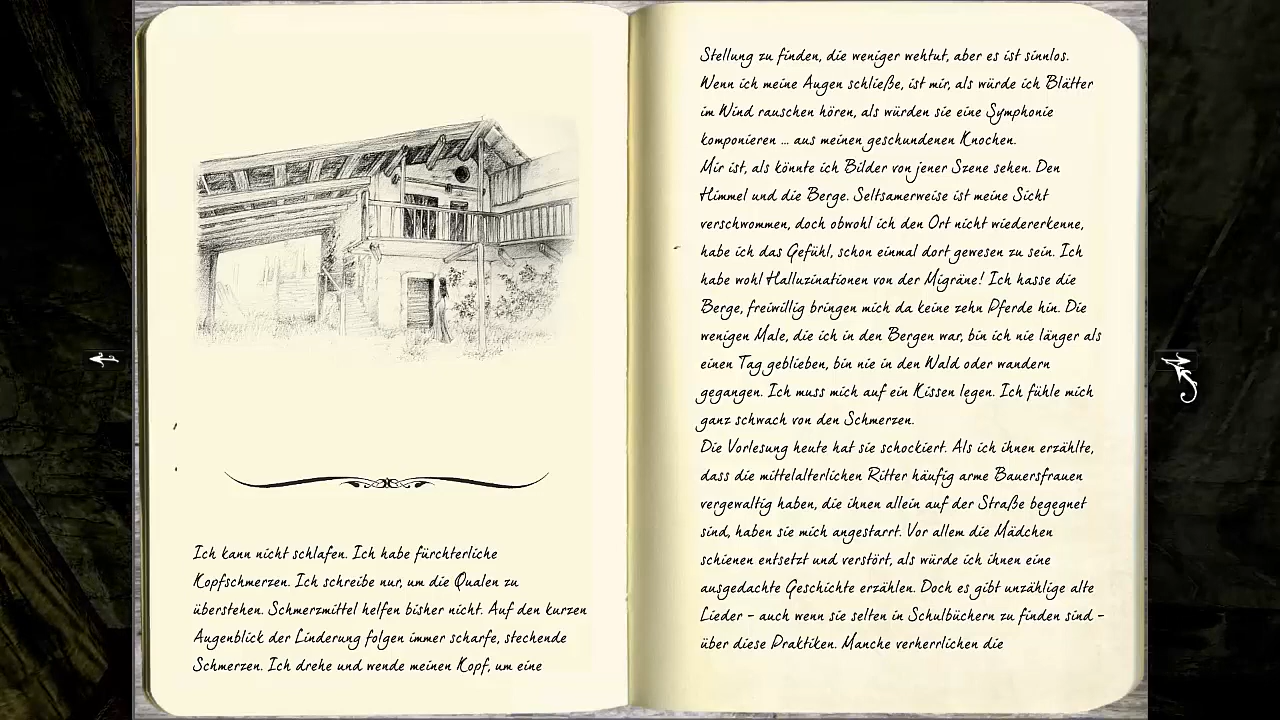 Ich kann nicht schlafen. Ich habe fürchterliche
Kopfschmerzen. Ich schreibe nur, um die Qualen zu
überstehen. Schmerzmittel helfen bisher nicht. Auf den kurzen
Augenblick der Linderung folgen immer scharfe, stechende
Schmerzen. Ich drehe und wende meinen Kopf, um eine
Stellung zu finden, die weniger wehtut, aber es ist sinnlos.
Wenn ich meine Augen schließe, ist mir, als würde ich Blätter
im Wind rauschen hören, als würden sie eine Symphonie
komponieren ... aus meinen geschundenen Knochen.
Mir ist, als könnte ich Bilder von jener Szene sehen. Den
Himmel und die Berge. Seltsamerweise ist meine Sicht
verschwommen, doch obwohl ich den Ort nicht wiedererkenne,
habe ich das Gefühl, schon einmal dort gewesen zu sein. Ich
habe wohl Halluzinationen von der Migräne! Ich hasse die
Berge, freiwillig bringen mich da keine zehn Pferde hin. Die
wenigen Male, die ich in den Bergen war, bin ich nie länger als
einen Tag geblieben, bin nie in den Wald oder wandern
gegangen. Ich muss mich auf ein Kissen legen. Ich fühle mich
ganz schwach von den Schmerzen.
Die Vorlesung heute hat sie schockiert. Als ich ihnen erzählte,
dass die mittelalterlichen Ritter häufig arme Bauersfrauen
vergewaltig haben, die ihnen allein auf der Straße begegnet
sind, haben sie mich angestarrt. Vor allem die Mädchen
schienen entsetzt und verstört, als würde ich ihnen eine
ausgedachte Geschichte erzählen. Doch es gibt unzählige alte
Lieder - auch wenn sie selten in Schulbüchern zu finden sind -
über diese Praktiken. Manche verherrlichen die